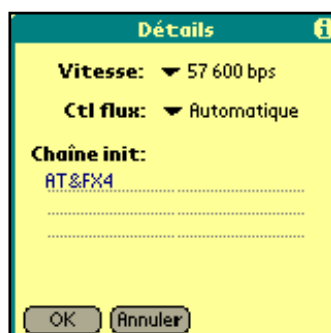 Détails
Vitesse: 57 600 bps
Ctl flux: Automatique
Chaîne init:
AT&FX4
OK Annuler